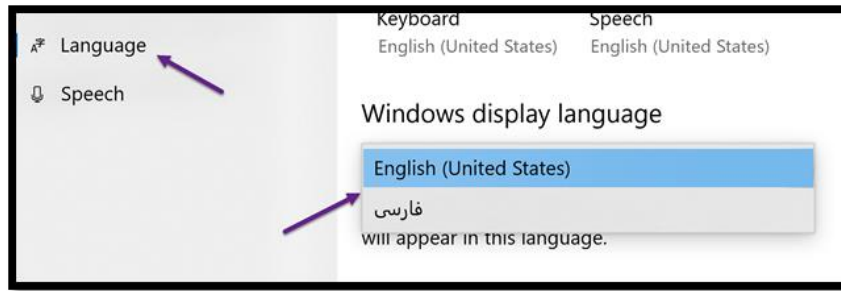 Language
Speech
Keyboard Speech
English (United States) English (United States)
Windows display language
English (United States)
فارسی
will appear in this language.